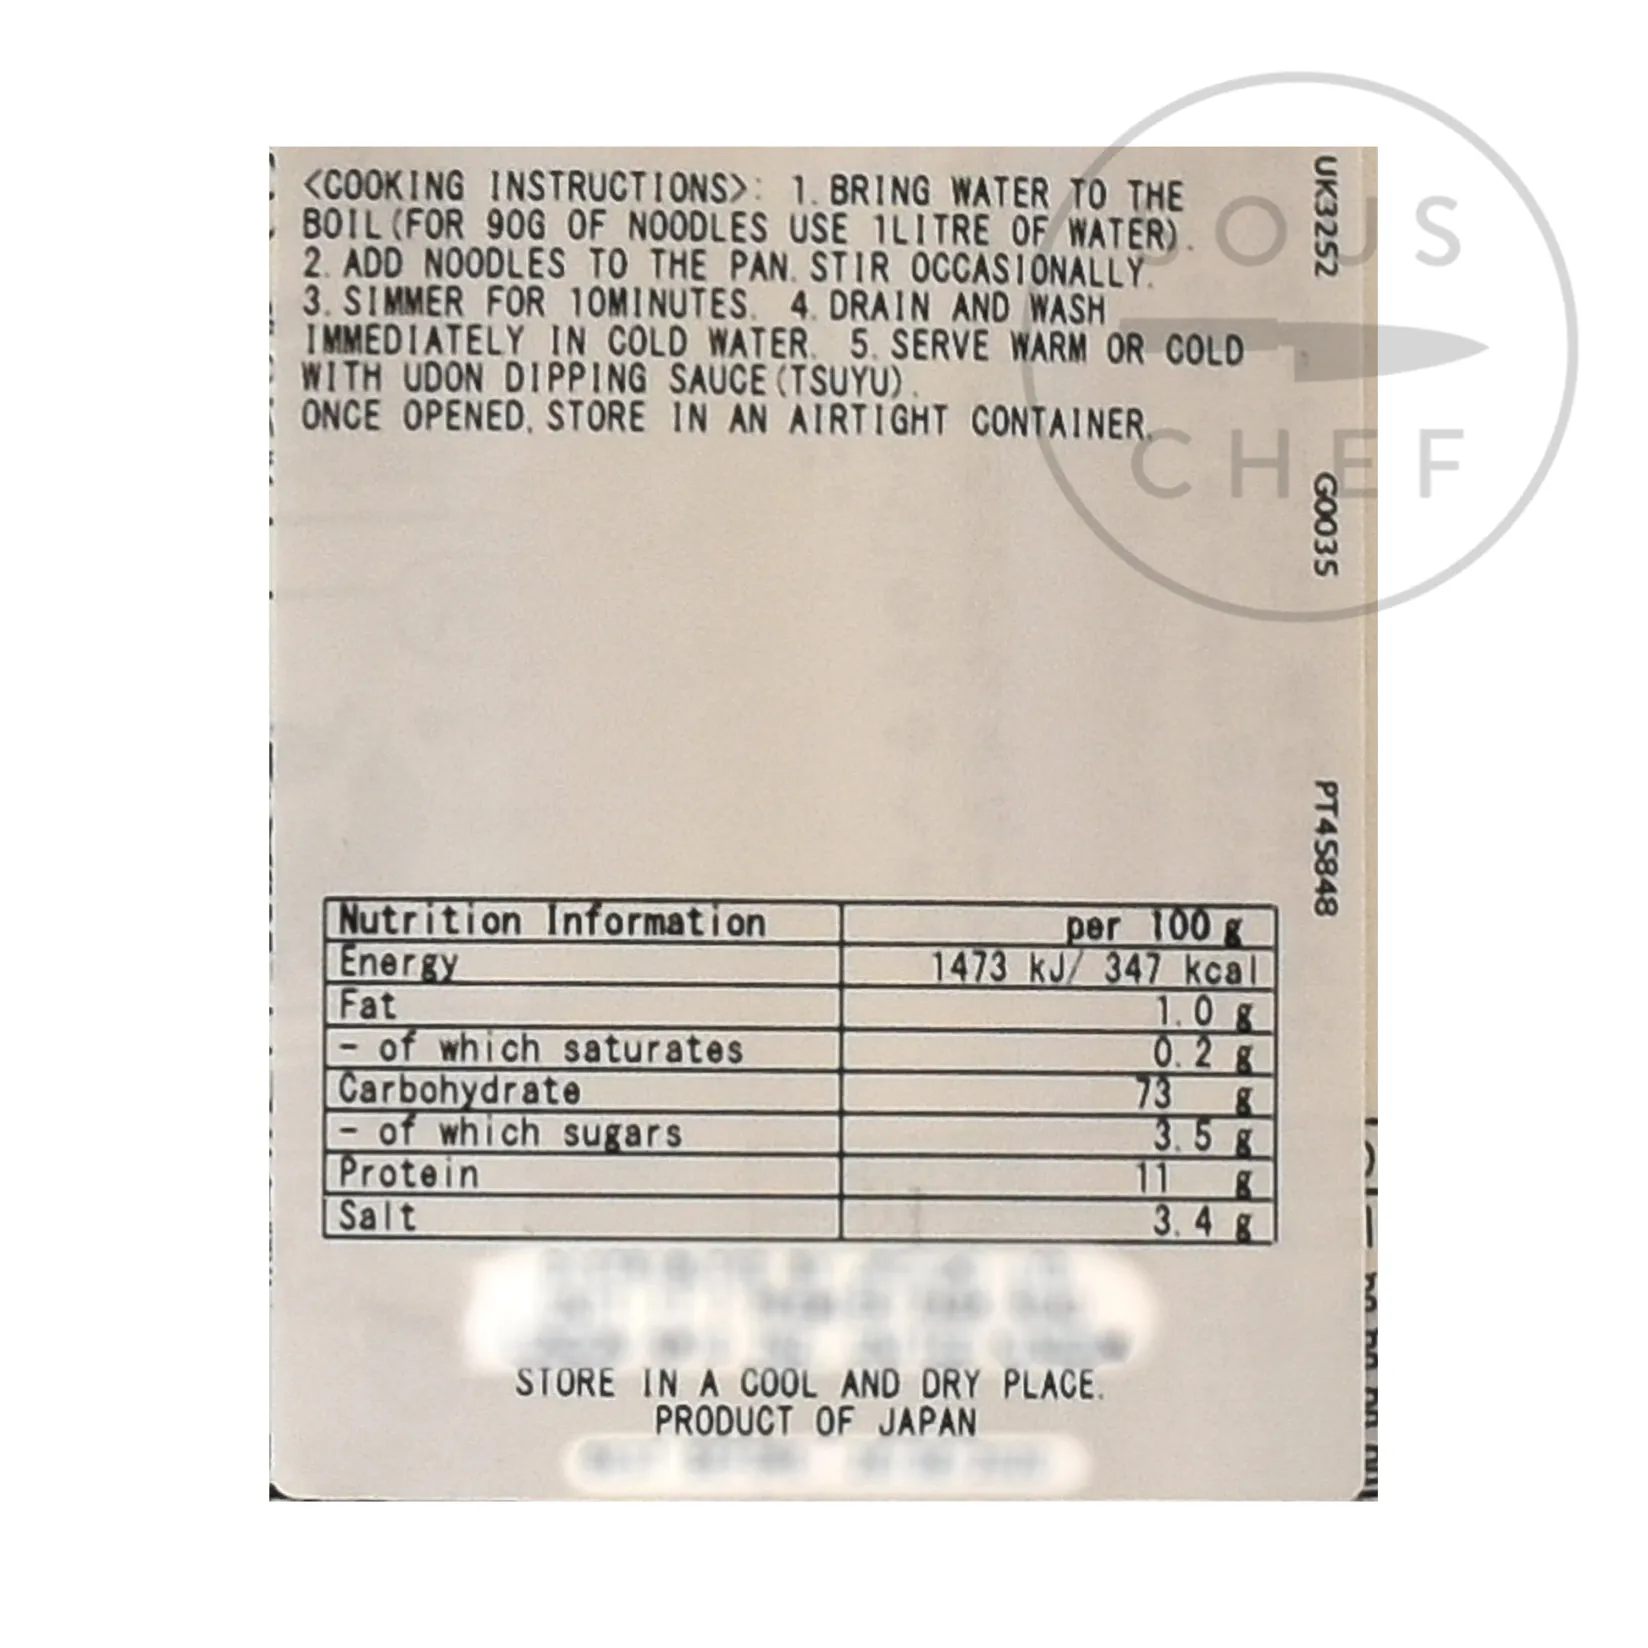 <COOKING INSTRUCTIONS>: 1. BRING WATER TO THE
BOIL(FOR 90G OF NOODLES USE 1LITRE OF WATER).
2. ADD NOODLES TO THE PAN. STIR OCCASIONALLY.
3. SIMMER FOR 10MINUTES. 4. DRAIN AND WASH
IMMEDIATELY IN COLD WATER. 5. SERVE WARM OR COLD
WITH UDON DIPPING SAUCE(TSUYU).
ONCE OPENED, STORE IN AN AIRTIGHT CONTAINER.
UK3252
G0035
PT45848
SOUS
CHEF
Nutrition Information per 100 g
Energy 1473 kJ/ 347 kcal
Fat 1.0 g
- of which saturates 0.2 g
Carbohydrate 73 g
- of which sugars 3.5 g
Protein 11 g
Salt 3.4 g
STORE IN A COOL AND DRY PLACE.
PRODUCT OF JAPAN